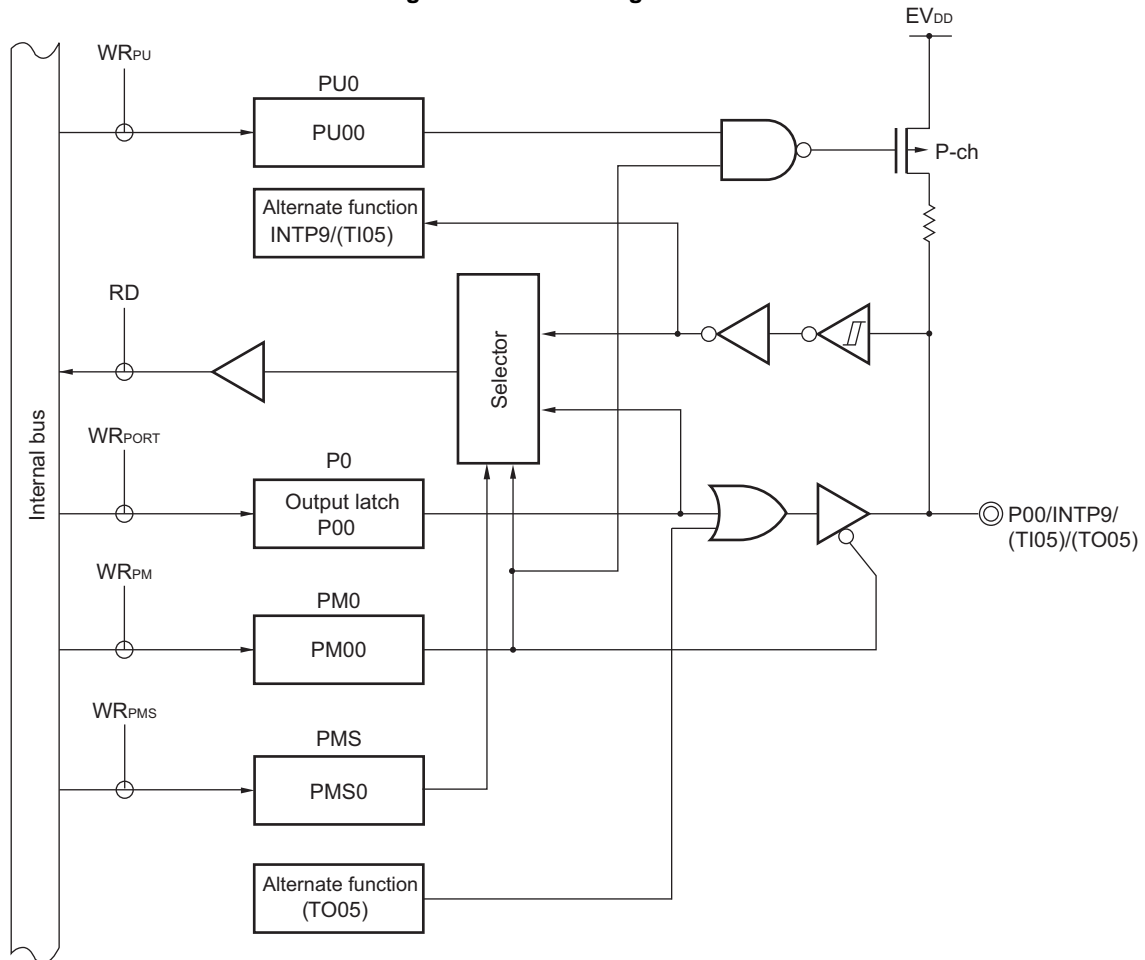 EVDD
WRPU
PU0
PU00
P-ch
Alternate function
INTP9/(TI05)
RD
Selector
Internal bus
WRPORT
P0
Output latch
P00
P00/INTP9/
(TI05)/(TO05)
WRPM
PM0
PM00
WRPMS
PMS
PMS0
Alternate function
(TO05)